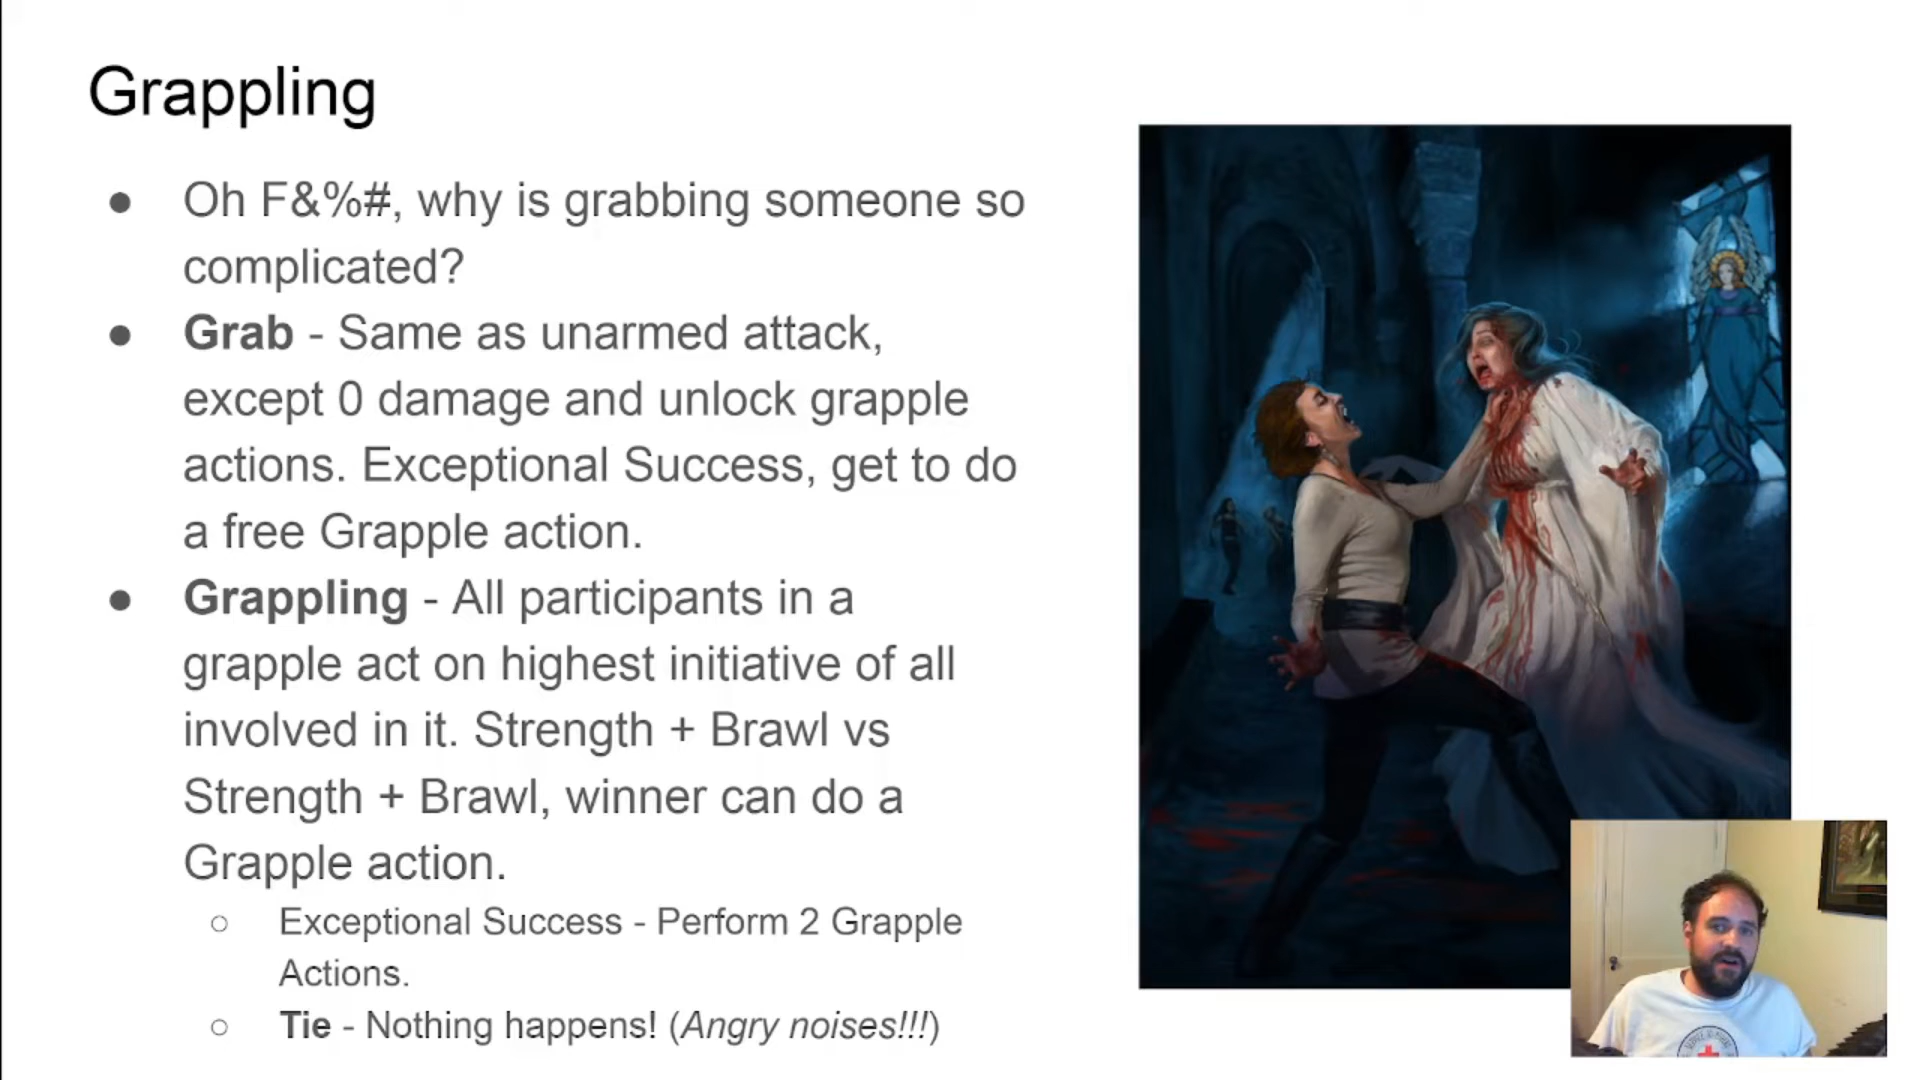 Grappling
● Oh F&%#, why is grabbing someone so
complicated?
● Grab - Same as unarmed attack,
except 0 damage and unlock grapple
actions. Exceptional Success, get to do
a free Grapple action.
● Grappling - All participants in a
grapple act on highest initiative of all
involved in it. Strength + Brawl vs
Strength + Brawl, winner can do a
Grapple action.
○ Exceptional Success - Perform 2 Grapple
Actions.
○ Tie - Nothing happens! (Angry noises!!!)